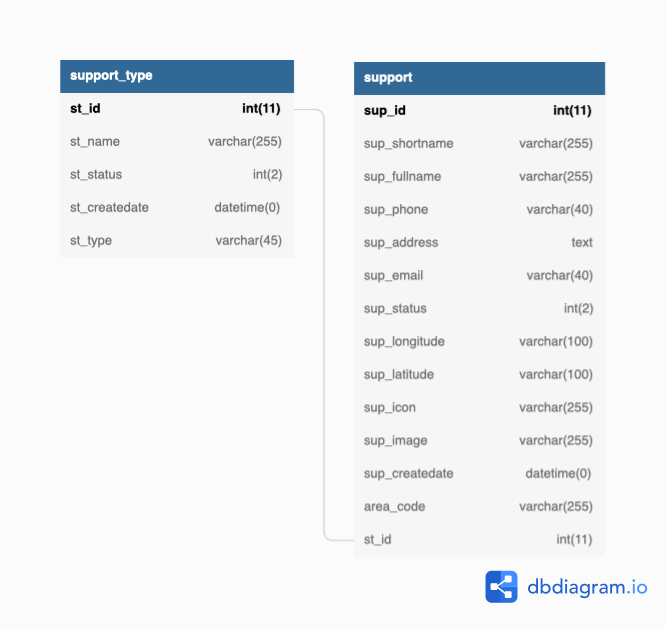 support_type
st_id int(11)
st_name varchar(255)
st_status int(2)
st_createdate datetime(0)
st_type varchar(45)
support
sup_id int(11)
sup_shortname varchar(255)
sup_fullname varchar(255)
sup_phone varchar(40)
sup_address text
sup_email varchar(40)
sup_status int(2)
sup_longitude varchar(100)
sup_latitude varchar(100)
sup_icon varchar(255)
sup_image varchar(255)
sup_createdate datetime(0)
area_code varchar(255)
st_id int(11)
dbdiagram.io